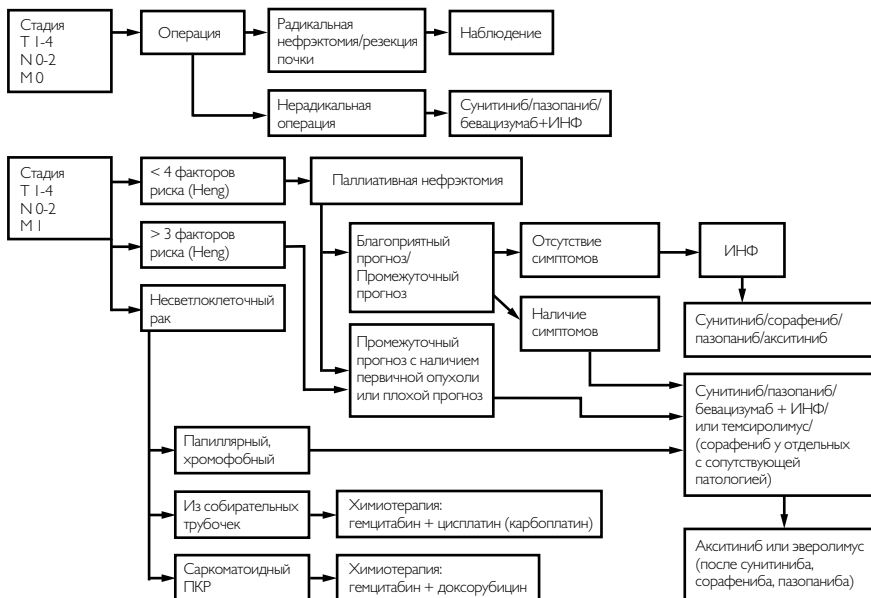 Стадия
Т 1-4
N 0-2
М 0
Операция
Радикальная
нефрэктомия/резекция
почки
Наблюдение
Нерадикальная
операция
Сунитиниб/пазопаниб/
бевацизумаб+ИНФ
Стадия
Т 1-4
N 0-2
М 1
< 4 факторов
риска (Heng)
Паллиативная нефрэктомия
> 3 факторов
риска (Heng)
Благоприятный
прогноз/
Промежуточный
прогноз
Отсутствие
симптомов
ИНФ
Несветлоклеточный
рак
Наличие
симптомов
Сунитиниб/сорафениб/
пазопаниб/акситиниб
Промежуточный
прогноз с наличием
первичной опухоли
или плохой прогноз
Сунитиниб/пазопаниб/
бевацизумаб + ИНФ/
или темсиролимус/
(сорафениб у отдельных
с сопутствующей
патологией)
Папиллярный,
хромофобный
Из собирательных
трубочек
Химиотерапия:
гемцитабин + цисплатин (карбоплатин)
Акситиниб или эверолимус
(после сунитиниба,
сорафениба, пазопаниба)
Саркоматоидный
ПКР
Химиотерапия:
гемцитабин + доксорубицин